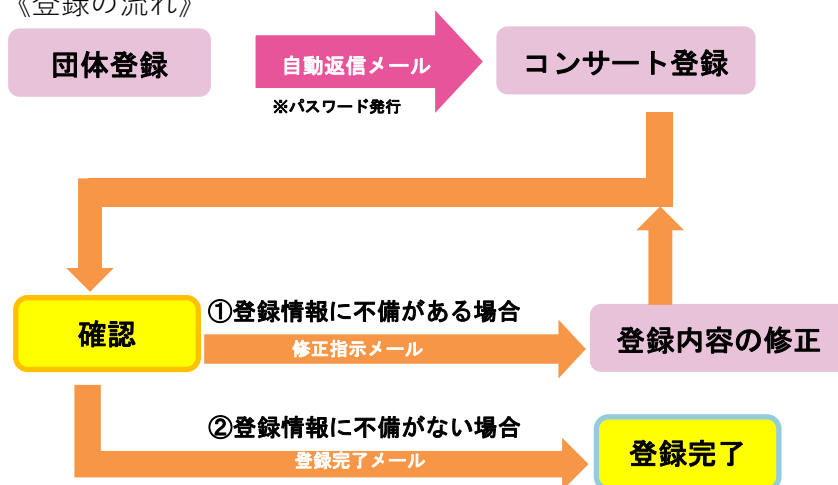 《登録の流れ》
団体登録
自動返信メール
※パスワード発行
コンサート登録
確認
①登録情報に不備がある場合
修正指示メール
登録内容の修正
②登録情報に不備がない場合
登録完了メール
登録完了